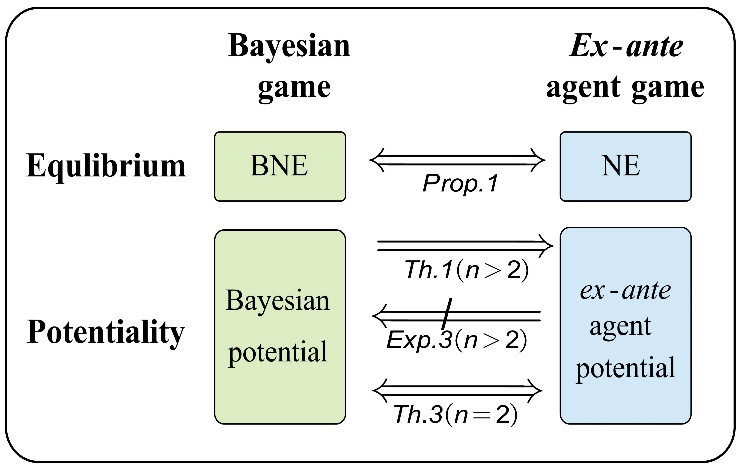 Bayesian game
Ex-ante agent game
Equlibrium
BNE
Prop.1
NE
Potentiality
Bayesian potential
Th.1(n>2)
Exp.3(n>2)
Th.3(n=2)
ex-ante agent potential